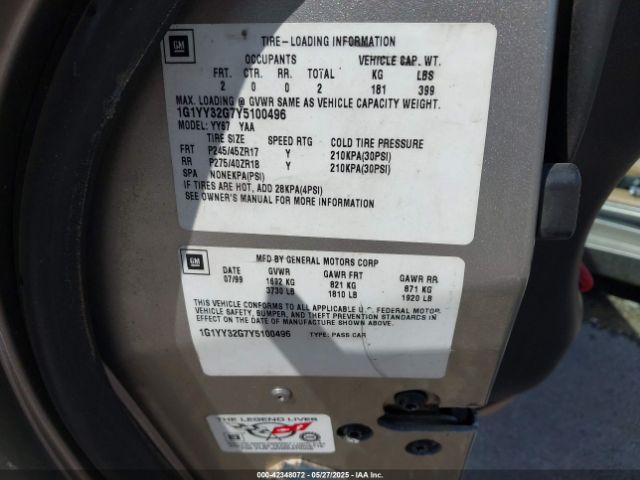 GM
TIRE-LOADING INFORMATION
OCCUPANTS VEHICLE CAP. WT.
FRT. CTR. RR. TOTAL KG LBS
2 0 0 2 181 399
MAX. LOADING @ GVWR SAME AS VEHICLE CAPACITY WEIGHT.
1G1YY32G7Y5100496
MODEL: YY67 YAA
TIRE SIZE SPEED RTG COLD TIRE PRESSURE
FRT P245/45ZR17 Y 210KPA(30PSI)
RR P275/40ZR18 Y 210KPA(30PSI)
SPA NONEKPA(PSI)
IF TIRES ARE HOT, ADD 28KPA(4PSI)
SEE OWNER'S MANUAL FOR MORE INFORMATION
GM
MFD BY GENERAL MOTORS CORP
DATE GVWR GAWR FRT GAWR RR
07/99 1692 KG 821 KG 871 KG
3730 LB 1810 LB 1920 LB
THIS VEHICLE CONFORMS TO ALL APPLICABLE U.S. FEDERAL MOTOR
VEHICLE SAFETY, BUMPER, AND THEFT PREVENTION STANDARDS IN
EFFECT ON THE DATE OF MANUFACTURE SHOWN ABOVE.
1G1YY32G7Y5100496 TYPE: PASS CAR
THE LEGEND LIVES
000-42348072 - 05/27/2025 - IAAI.COM